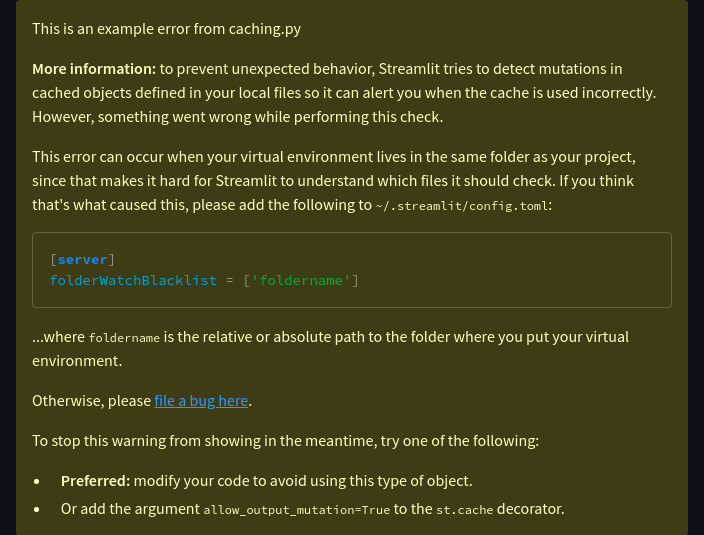 This is an example error from caching.py
More information: to prevent unexpected behavior, Streamlit tries to detect mutations in
cached objects defined in your local files so it can alert you when the cache is used incorrectly.
However, something went wrong while performing this check.
This error can occur when your virtual environment lives in the same folder as your project,
since that makes it hard for Streamlit to understand which files it should check. If you think
that's what caused this, please add the following to ~/.streamlit/config.toml:
[server]
folderWatchBlacklist = ['foldername']
...where foldername is the relative or absolute path to the folder where you put your virtual
environment.
Otherwise, please file a bug here.
To stop this warning from showing in the meantime, try one of the following:
• Preferred: modify your code to avoid using this type of object.
• Or add the argument allow_output_mutation=True to the st.cache decorator.